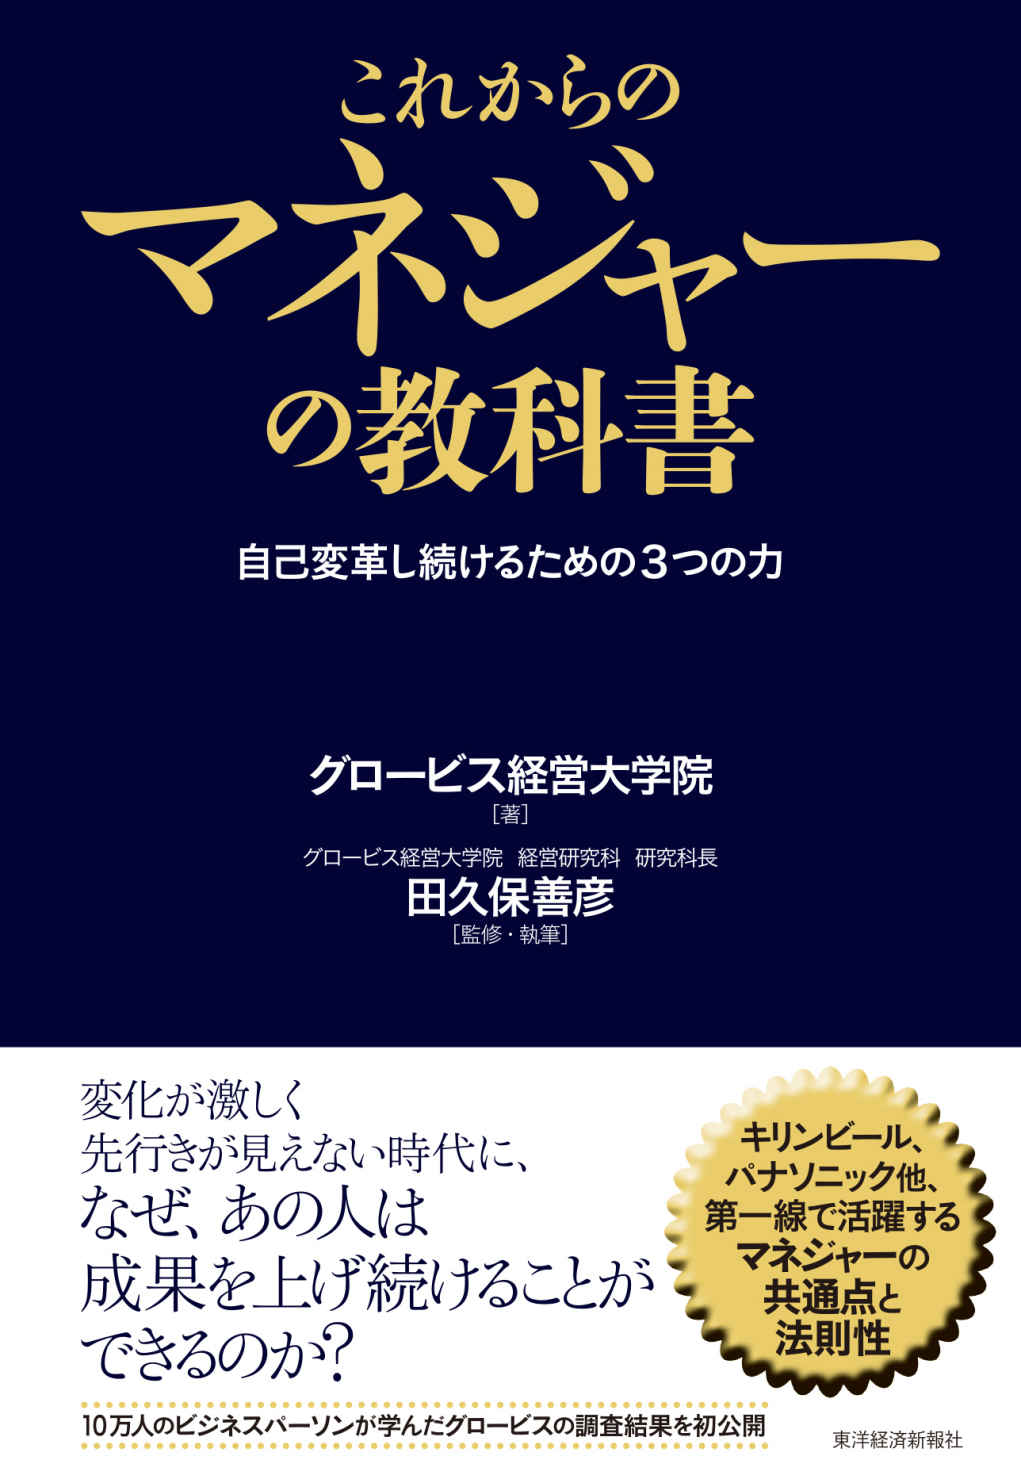 これからの
マネジャー
の教科書
自己変革し続けるための3つの力
グロービス経営大学院
[著]
グロービス経営大学院 経営研究科 研究科長
田久保善彦
[監修・執筆]
変化が激しく
先行きが見えない時代に、
なぜ、あの人は
成果を上げ続けることが
できるのか?
10万人のビジネスパーソンが学んだグロービスの調査結果を初公開
キリンビール、
パナソニック他、
第一線で活躍する
マネジャーの
共通点と
法則性
東洋経済新報社